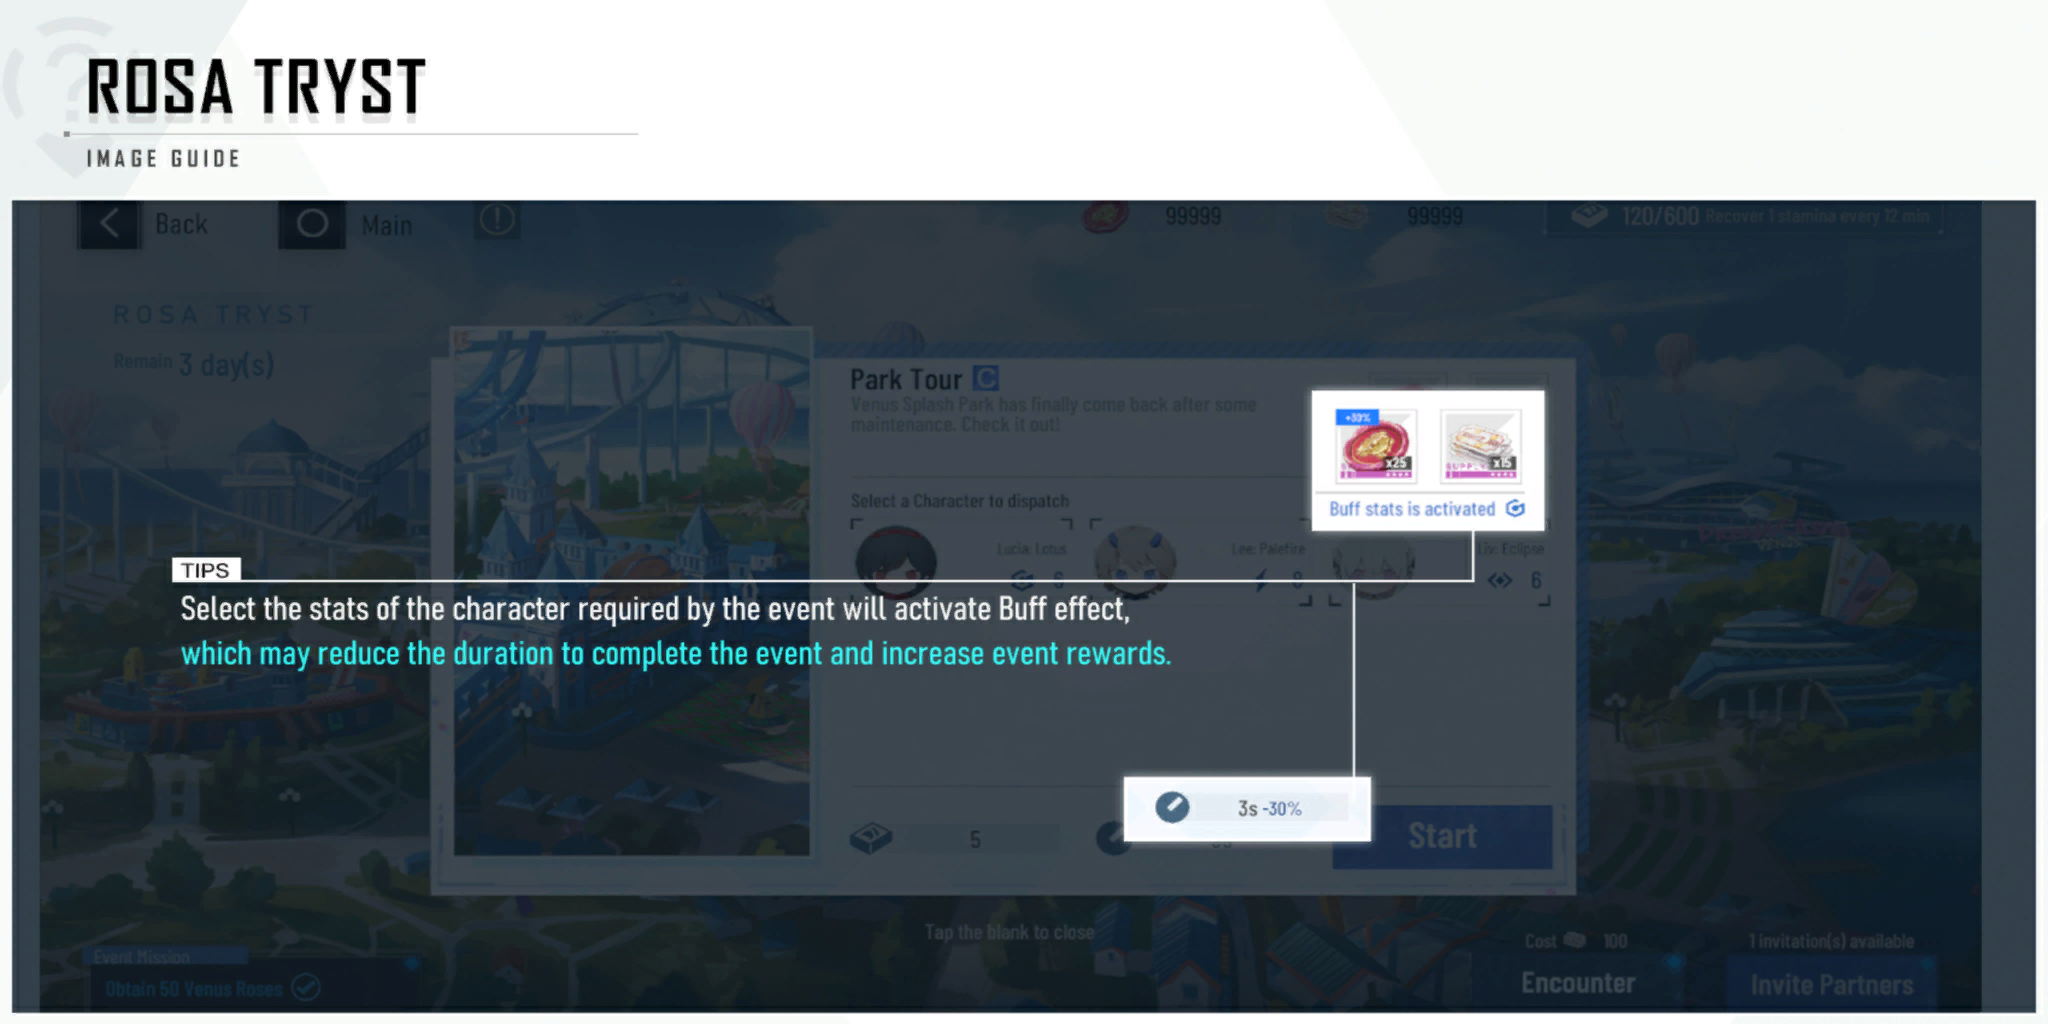 ROSA TRYST
IMAGE GUIDE
Back
Main
99999
99999
120/600 Recover 1 stamina every 12 min
ROSA TRYST
Remain 3 day(s)
Park Tour C
Venus Splash Park has finally come back after some
maintenance. Check it out!
+30%
x25
x15
Buff stats is activated
Select a Character to dispatch
Lucia: Lotus
6
Lee: Palefire
8
Liv: Eclipse
6
TIPS
Select the stats of the character required by the event will activate Buff effect,
which may reduce the duration to complete the event and increase event rewards.
5
3s -30%
Start
Tap the blank to close
Event Mission
Obtain 50 Venus Roses
Cost 100
Encounter
1 invitation(s) available
Invite Partners